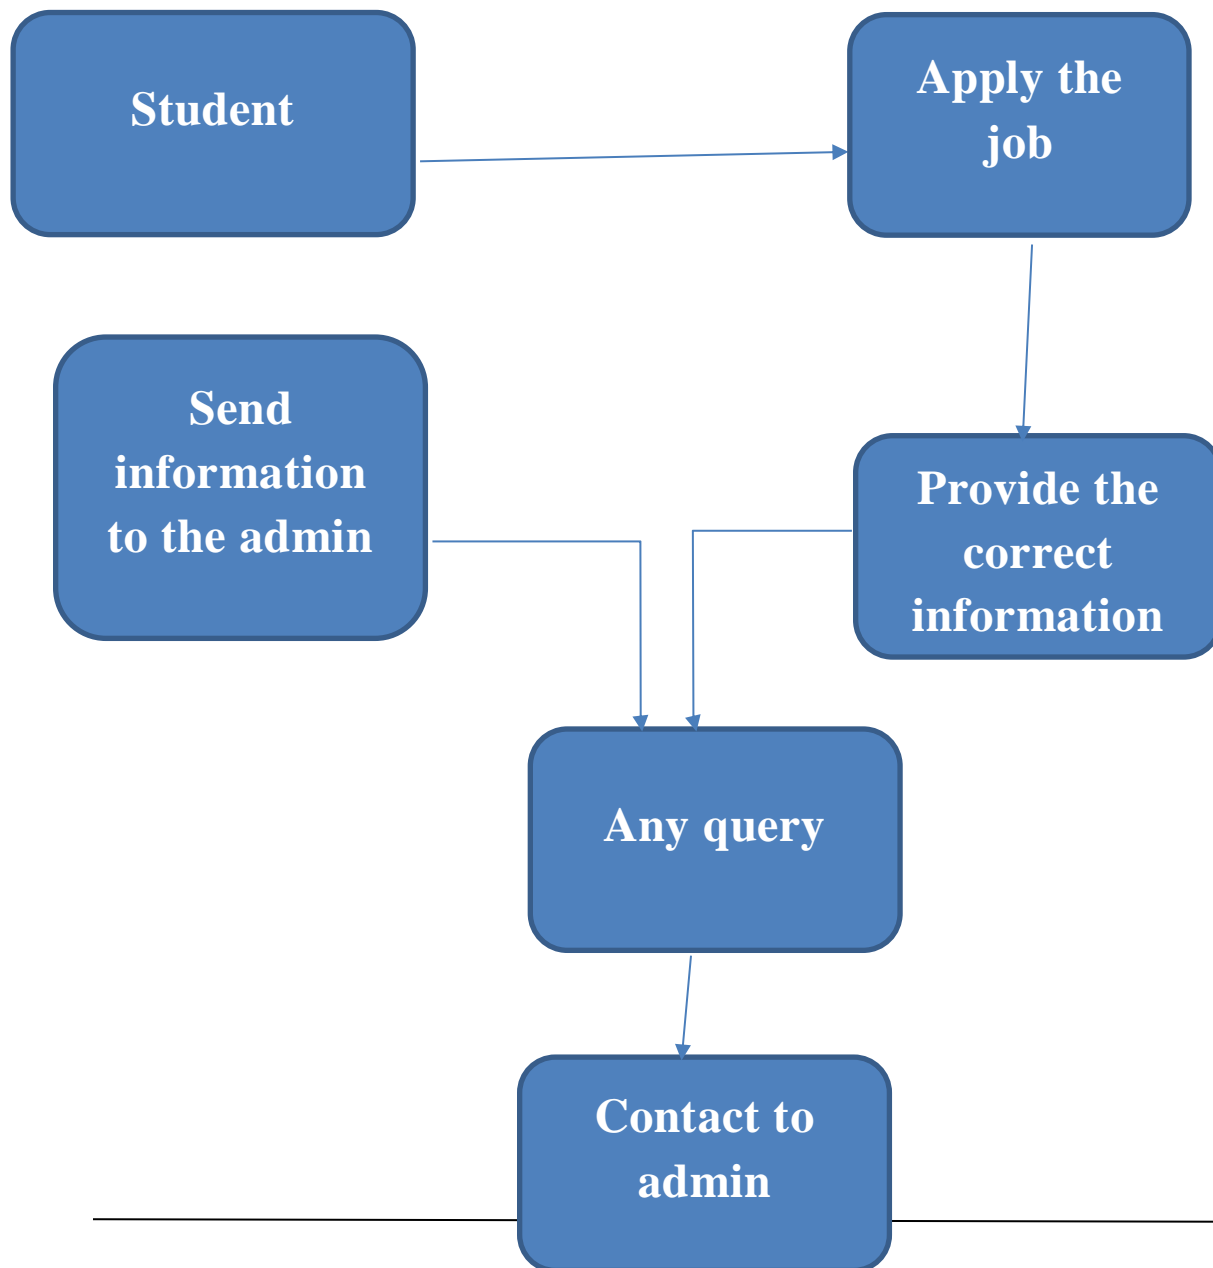 Student
Apply the
job
Send
information
to the admin
Provide the
correct
information
Any query
Contact to
admin